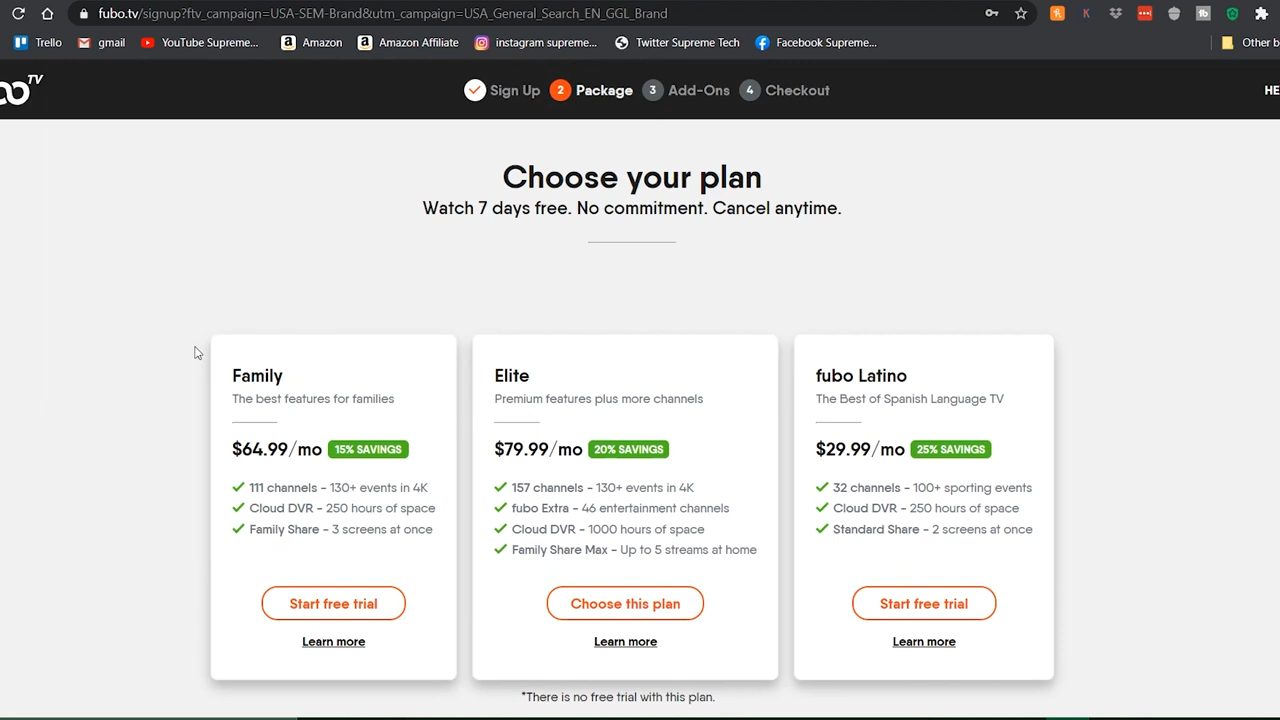 fubo.tv/signup?ftv_campaign=USA-SEM-Brand&utm_campaign=USA_General_Search_EN_GGL_Brand
Trello gmail YouTube Supreme... Amazon Amazon Affiliate instagram supreme... Twitter Supreme Tech Facebook Supreme... Other b
TV
Sign Up 2 Package 3 Add-Ons 4 Checkout HE
Choose your plan
Watch 7 days free. No commitment. Cancel anytime.
Family
The best features for families
$64.99/mo 15% SAVINGS
111 channels - 130+ events in 4K
Cloud DVR - 250 hours of space
Family Share - 3 screens at once
Start free trial
Learn more
Elite
Premium features plus more channels
$79.99/mo 20% SAVINGS
157 channels - 130+ events in 4K
fubo Extra - 46 entertainment channels
Cloud DVR - 1000 hours of space
Family Share Max - Up to 5 streams at home
Choose this plan
Learn more
fubo Latino
The Best of Spanish Language TV
$29.99/mo 25% SAVINGS
32 channels - 100+ sporting events
Cloud DVR - 250 hours of space
Standard Share - 2 screens at once
Start free trial
Learn more
*There is no free trial with this plan.